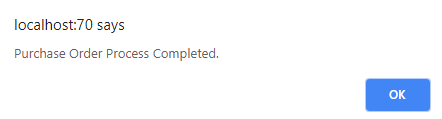 localhost:70 says
Purchase Order Process Completed.
OK